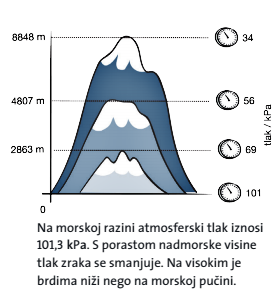 8848 m
34
4807 m
56
2863 m
69
101
0
tlak / kPa
Na morskoj razini atmosferski tlak iznosi
101,3 kPa. S porastom nadmorske visine
tlak zraka se smanjuje. Na visokim je
brdima niži nego na morskoj pučini.